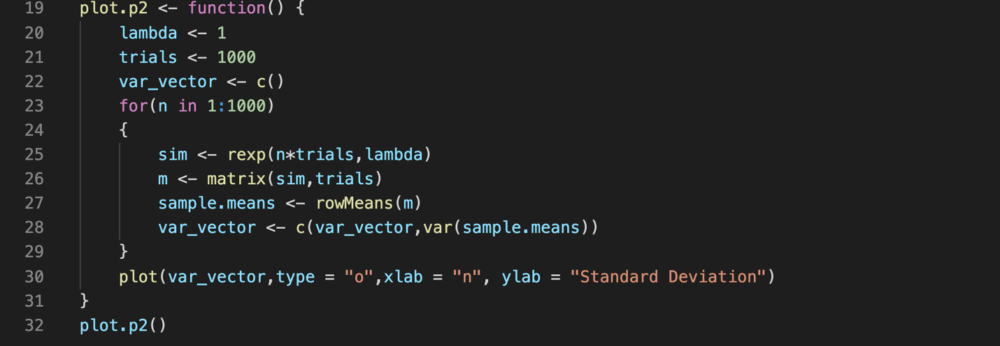 19 plot.p2 <- function() {
20     lambda <- 1
21     trials <- 1000
22     var_vector <- c()
23     for(n in 1:1000)
24     {
25         sim <- rexp(n*trials,lambda)
26         m <- matrix(sim,trials)
27         sample.means <- rowMeans(m)
28         var_vector <- c(var_vector,var(sample.means))
29     }
30     plot(var_vector,type = "o",xlab = "n", ylab = "Standard Deviation")
31 }
32 plot.p2()